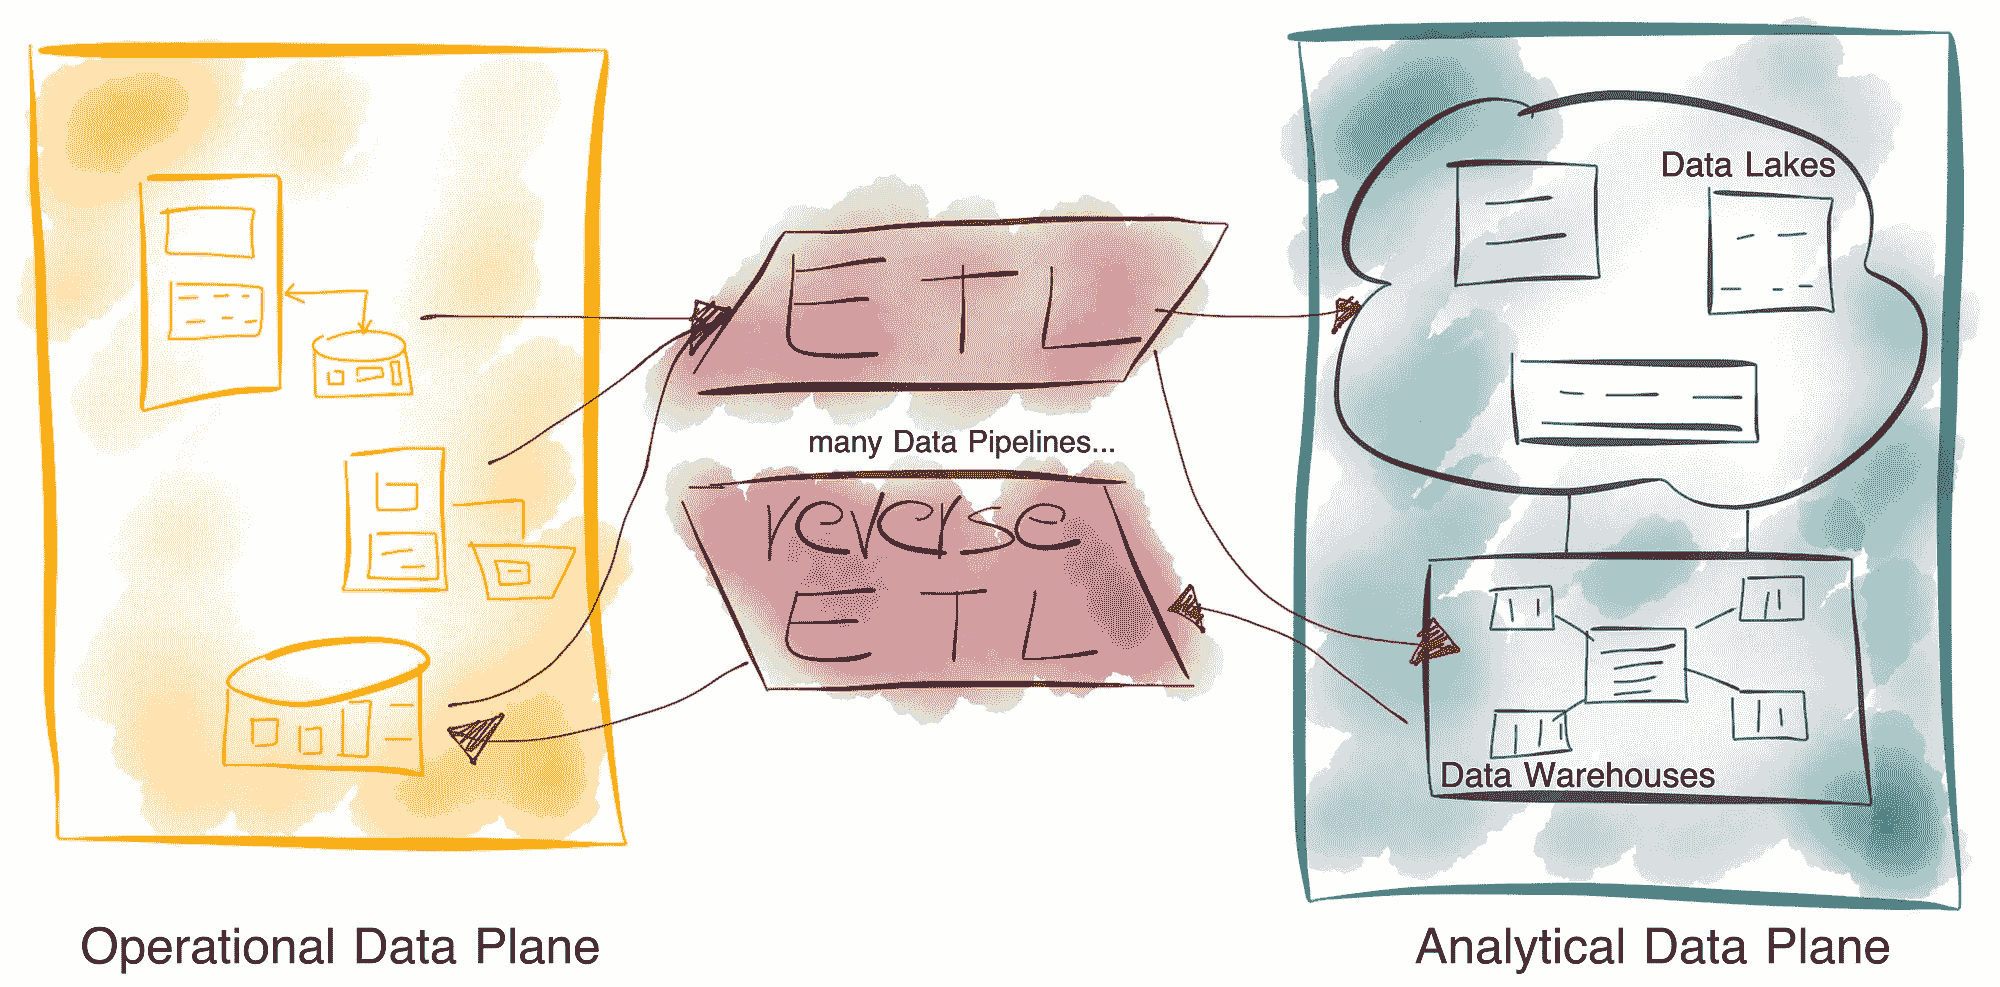 Data Lakes
ETL
many Data Pipelines...
reverse
ETL
Data Warehouses
Operational Data Plane
Analytical Data Plane